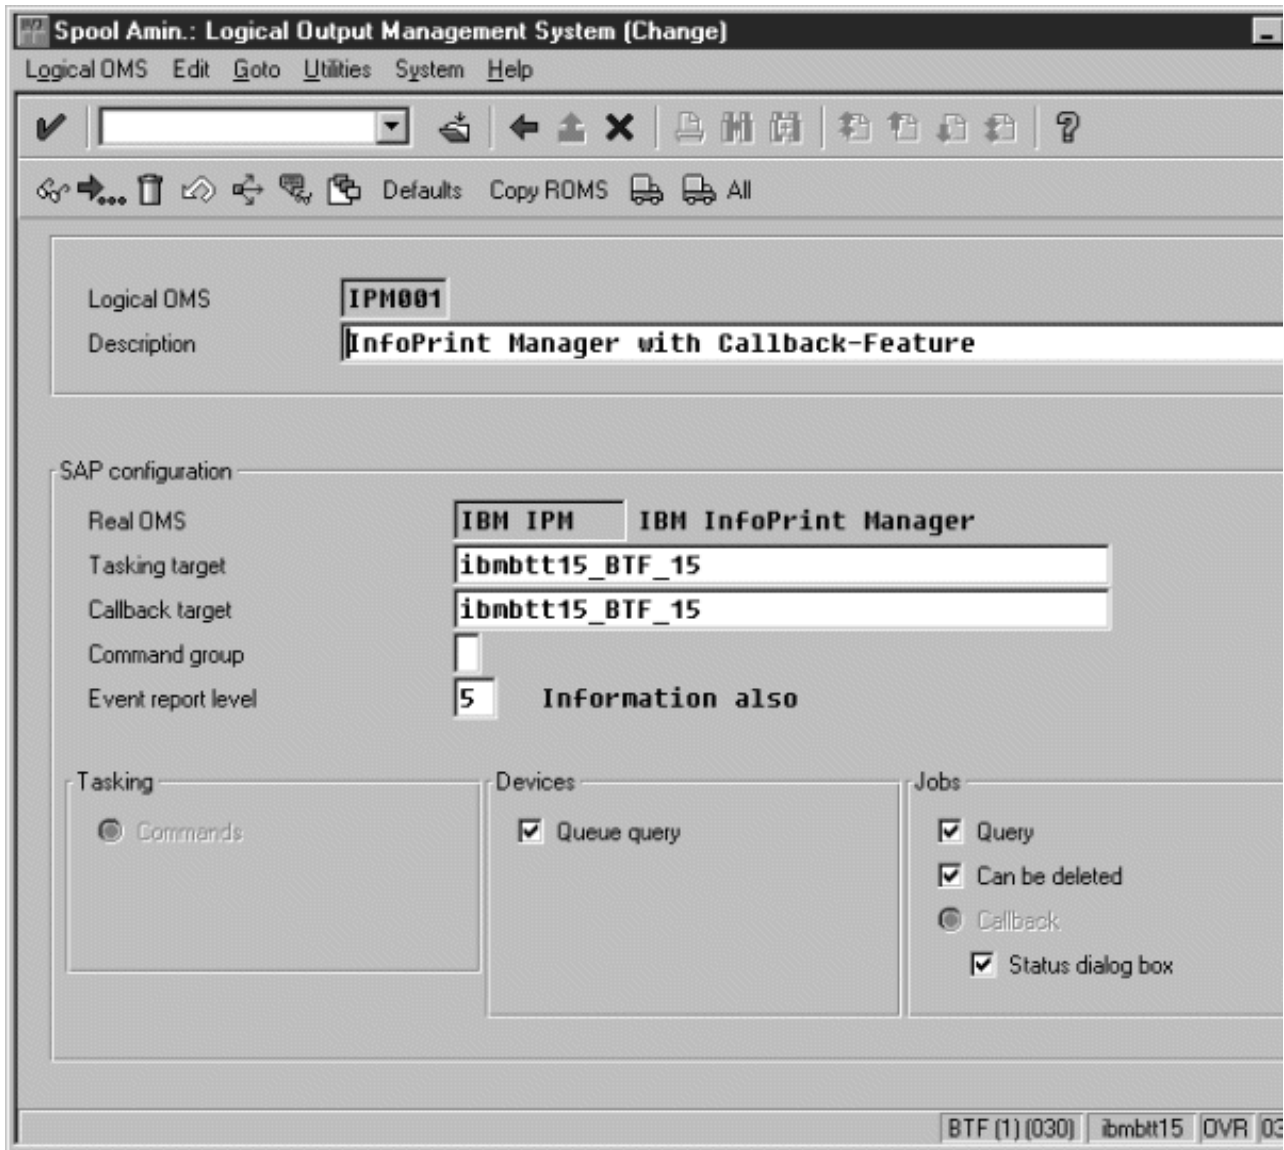 Spool Amin.: Logical Output Management System (Change)
Logical OMS Edit Goto Utilities System Help
Defaults Copy ROMS All
Logical OMS IPM001
Description InfoPrint Manager with Callback-Feature
SAP configuration
Real OMS IBM IPM IBM InfoPrint Manager
Tasking target ibmbtt15_BTF_15
Callback target ibmbtt15_BTF_15
Command group
Event report level 5 Information also
Tasking Devices Jobs
Commands Queue query Query
Can be deleted
Callback
Status dialog box
BTF (1) (030) ibmbtt15 OVR 03